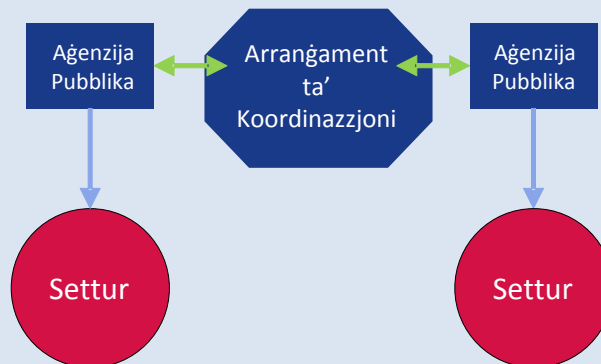 Aġenzija
Pubblika
Arranġament
ta’
Koordinazzjoni
Aġenzija
Pubblika
Settur
Settur